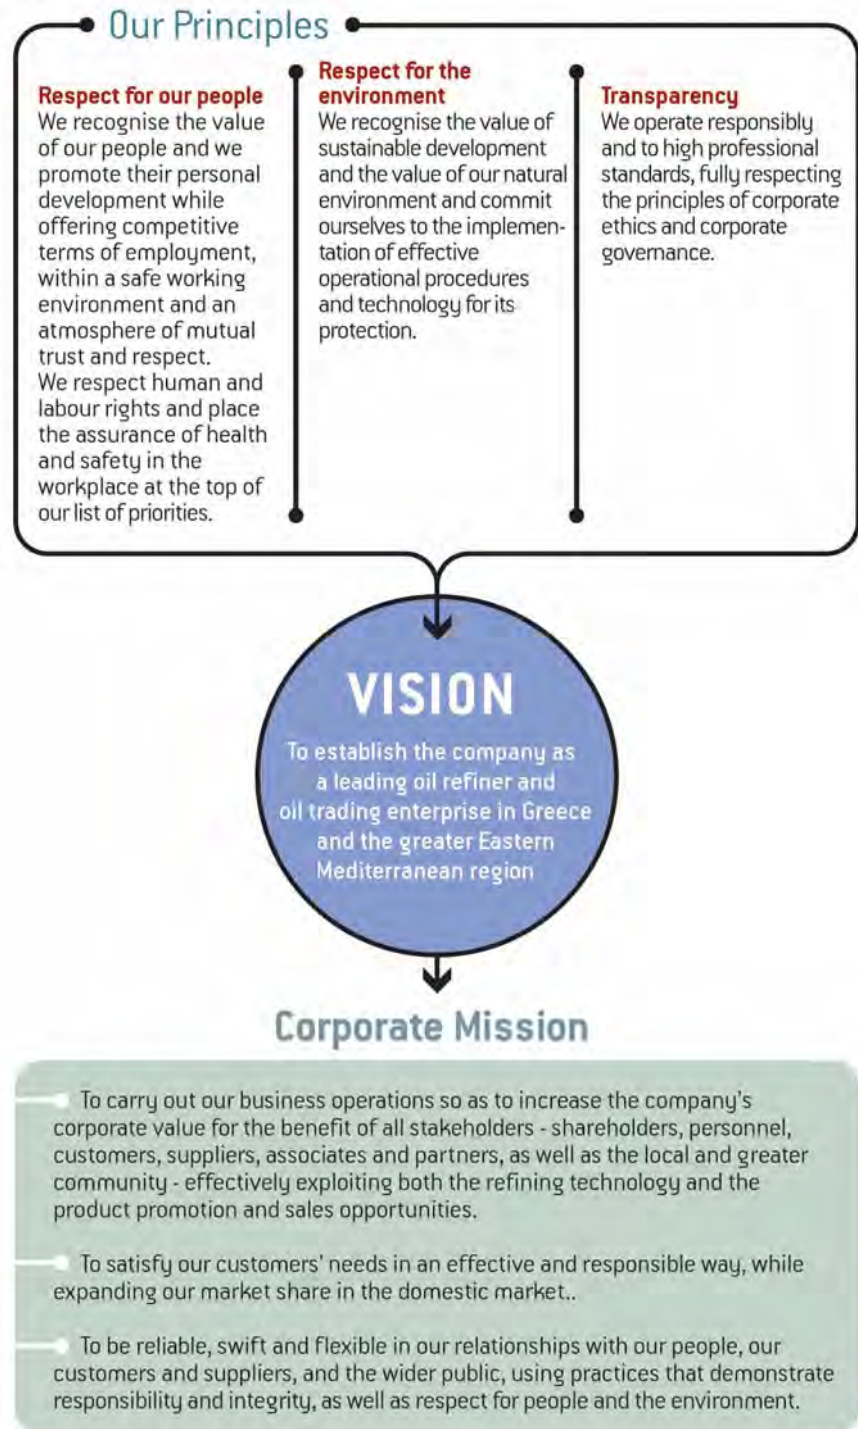 Our Principles
Respect for our people
We recognise the value
of our people and we
promote their personal
development while
offering competitive
terms of employment,
within a safe working
environment and an
atmosphere of mutual
trust and respect.
We respect human and
labour rights and place
the assurance of health
and safety in the
workplace at the top of
our list of priorities.
Respect for the
environment
We recognise the value of
sustainable development
and the value of our natural
environment and commit
ourselves to the implemen-
tation of effective
operational procedures
and technology for its
protection.
Transparency
We operate responsibly
and to high professional
standards, fully respecting
the principles of corporate
ethics and corporate
governance.
VISION
To establish the company as
a leading oil refiner and
oil trading enterprise in Greece
and the greater Eastern
Mediterranean region
Corporate Mission
To carry out our business operations so as to increase the company's
corporate value for the benefit of all stakeholders - shareholders, personnel,
customers, suppliers, associates and partners, as well as the local and greater
community - effectively exploiting both the refining technology and the
product promotion and sales opportunities.
To satisfy our customers' needs in an effective and responsible way, while
expanding our market share in the domestic market..
To be reliable, swift and flexible in our relationships with our people, our
customers and suppliers, and the wider public, using practices that demonstrate
responsibility and integrity, as well as respect for people and the environment.